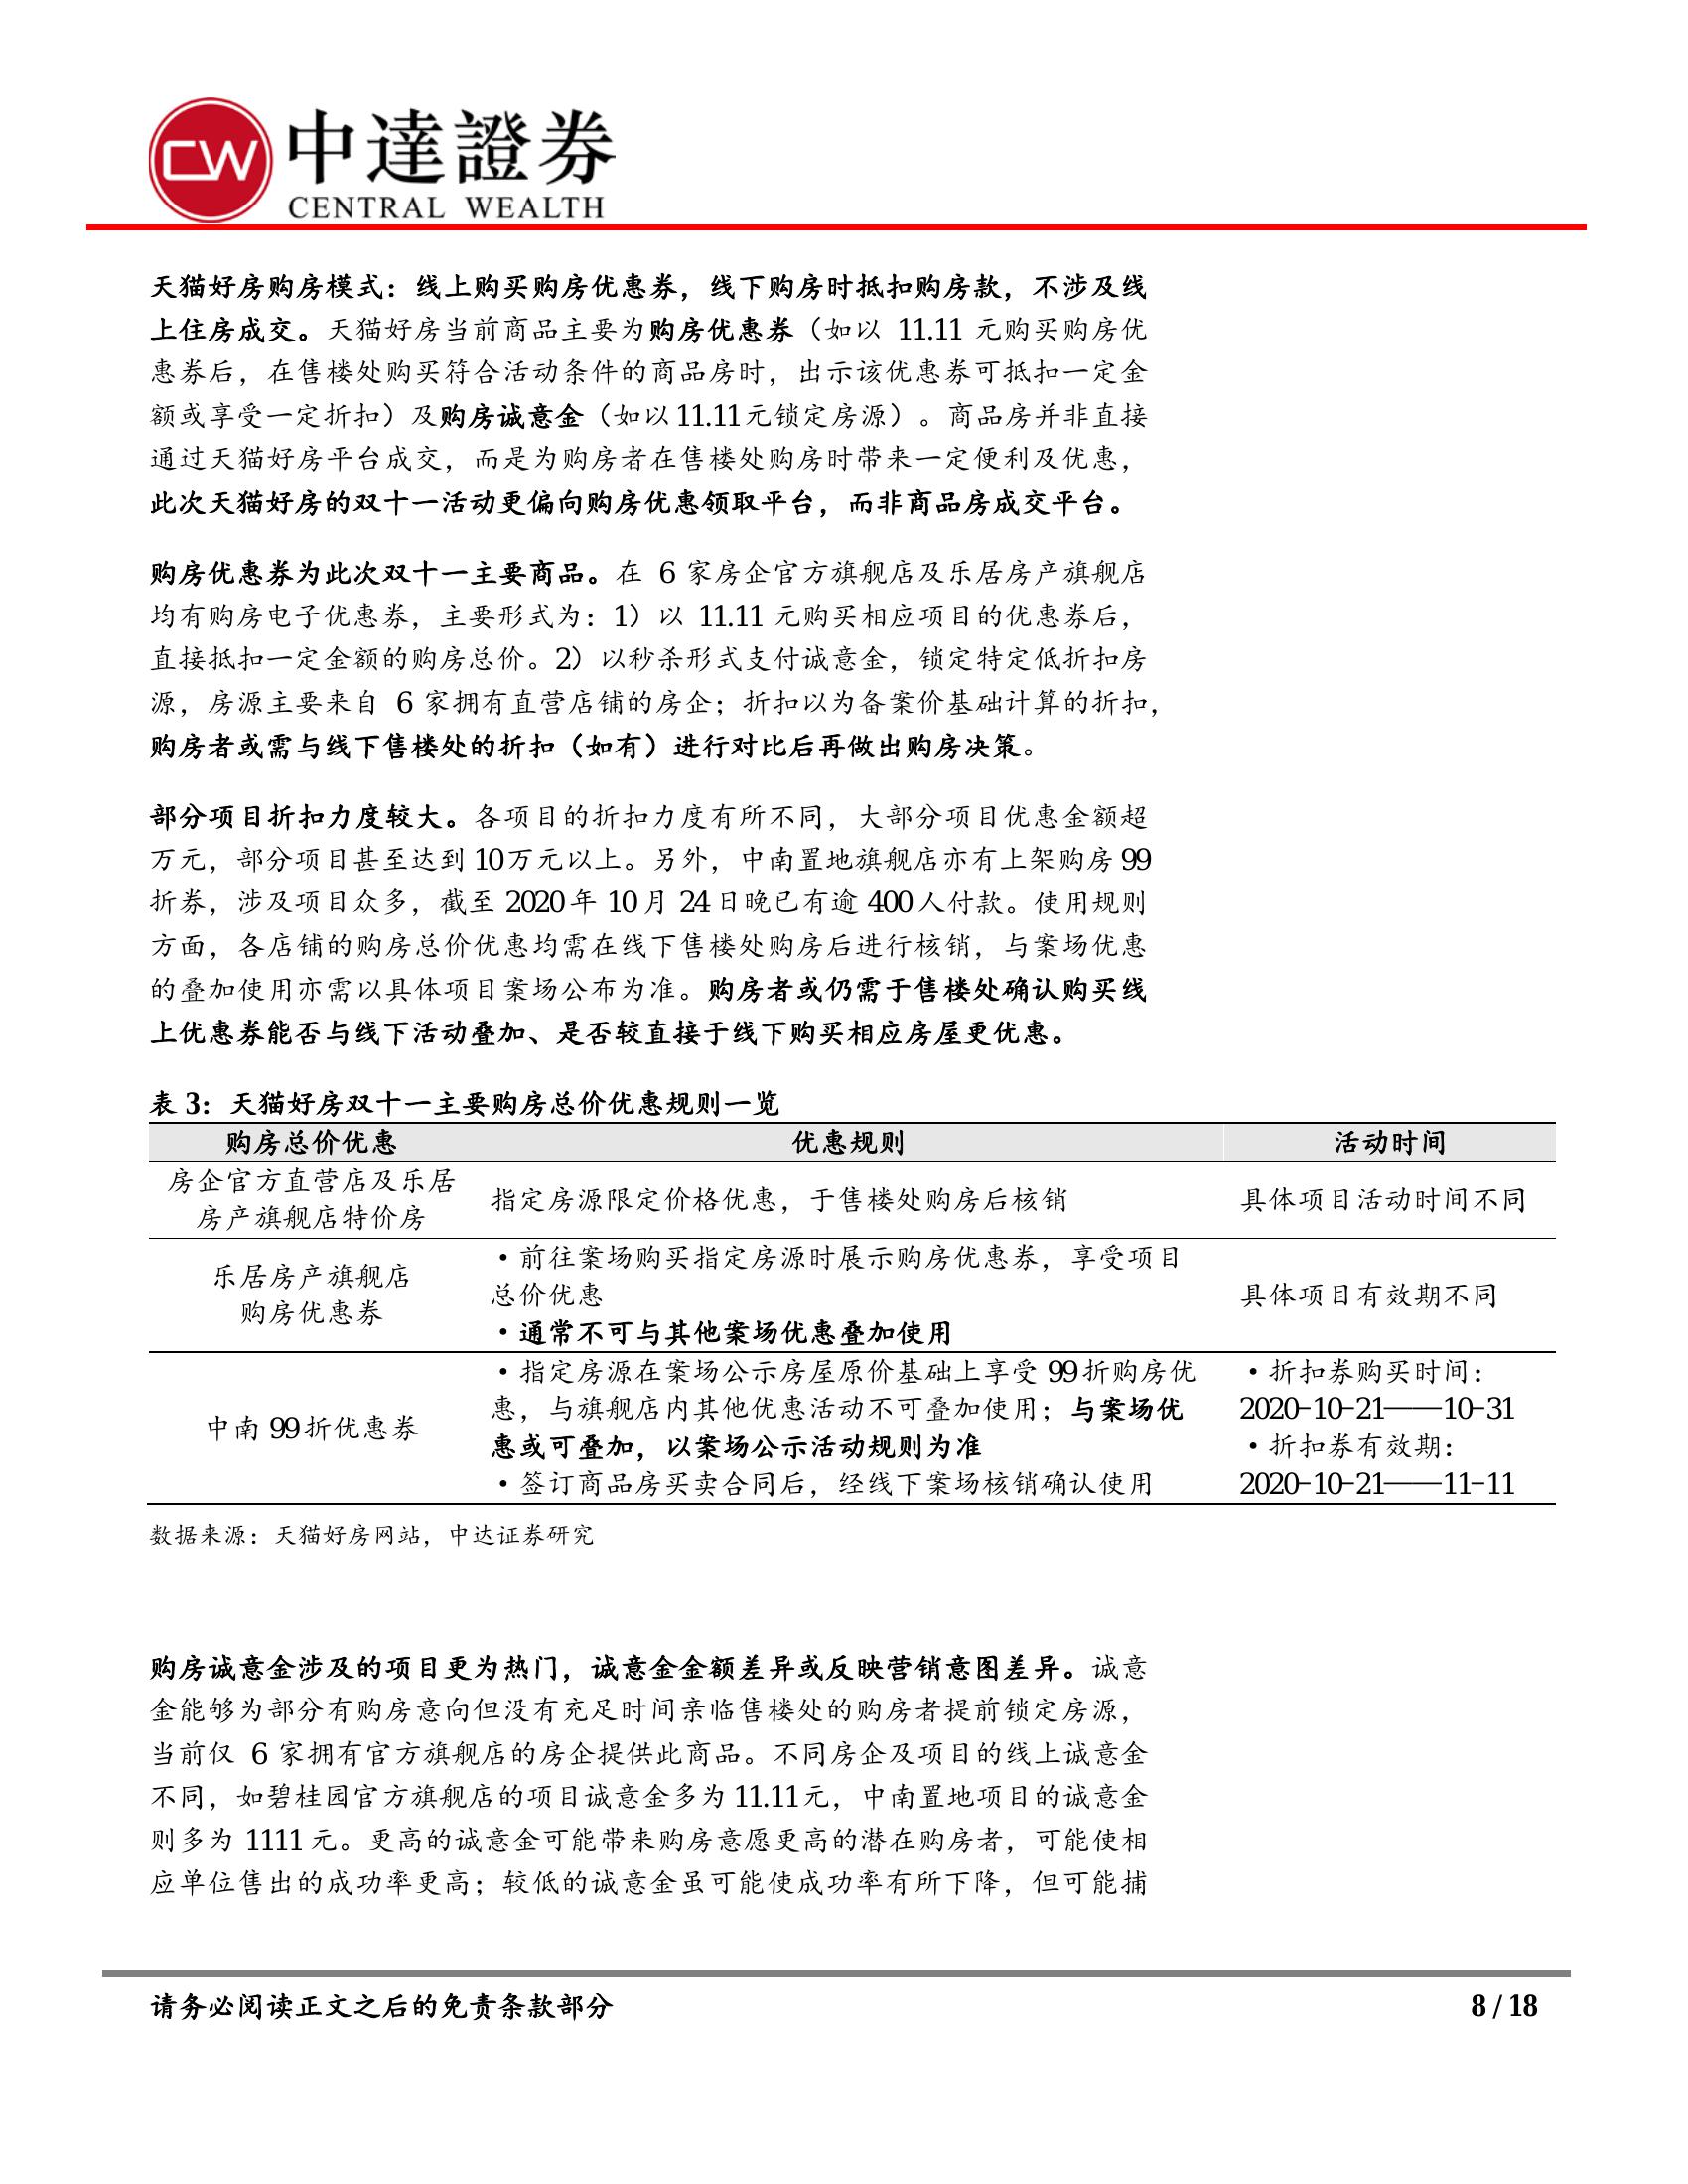 CW 中達證券
CENTRAL WEALTH
天猫好房购房模式：线上购买购房优惠券，线下购房时抵扣购房款，不涉及线
上住房成交。天猫好房当前商品主要为购房优惠券（如以 11.11 元购买购房优
惠券后，在售楼处购买符合活动条件的商品房时，出示该优惠券可抵扣一定金
额或享受一定折扣）及购房诚意金（如以 11.11 元锁定房源）。商品房并非直接
通过天猫好房平台成交，而是为购房者在售楼处购房时带来一定便利及优惠，
此次天猫好房的双十一活动更偏向购房优惠领取平台，而非商品房成交平台。
购房优惠券为此次双十一主要商品。在 6 家房企官方旗舰店及乐居房产旗舰店
均有购房电子优惠券，主要形式为：1）以 11.11 元购买相应项目的优惠券后，
直接抵扣一定金额的购房总价。2）以秒杀形式支付诚意金，锁定特定低折扣房
源，房源主要来自 6 家拥有直营店铺的房企；折扣以为备案价基础计算的折扣，
购房者或需与线下售楼处的折扣（如有）进行对比后再做出购房决策。
部分项目折扣力度较大。各项目的折扣力度有所不同，大部分项目优惠金额超
万元，部分项目甚至达到 10 万元以上。另外，中南置地旗舰店亦有上架购房 99
折券，涉及项目众多，截至 2020 年 10 月 24 日晚已有逾 400 人付款。使用规则
方面，各店铺的购房总价优惠均需在线下售楼处购房后进行核销，与案场优惠
的叠加使用亦需以具体项目案场公布为准。购房者或仍需于售楼处确认购买线
上优惠券能否与线下活动叠加、是否较直接于线下购买相应房屋更优惠。
表 3：天猫好房双十一主要购房总价优惠规则一览
购房总价优惠 优惠规则 活动时间
房企官方直营店及乐居
房产旗舰店特价房
指定房源限定价格优惠，于售楼处购房后核销
具体项目活动时间不同
乐居房产旗舰店
购房优惠券
·前往案场购买指定房源时展示购房优惠券，享受项目
总价优惠
·通常不可与其他案场优惠叠加使用
具体项目有效期不同
中南 99 折优惠券
·指定房源在案场公示房屋原价基础上享受 99 折购房优
惠，与旗舰店内其他优惠活动不可叠加使用；与案场优
惠或可叠加，以案场公示活动规则为准
·签订商品房买卖合同后，经线下案场核销确认使用
·折扣券购买时间：
2020-10-21——10-31
·折扣券有效期：
2020-10-21——11-11
数据来源：天猫好房网站，中达证券研究
购房诚意金涉及的项目更为热门，诚意金金额差异或反映营销意图差异。诚意
金能够为部分有购房意向但没有充足时间亲临售楼处的购房者提前锁定房源，
当前仅 6 家拥有官方旗舰店的房企提供此商品。不同房企及项目的线上诚意金
不同，如碧桂园官方旗舰店的项目诚意金多为 11.11 元，中南置地项目的诚意金
则多为 1111 元。更高的诚意金可能带来购房意愿更高的潜在购房者，可能使相
应单位售出的成功率更高；较低的诚意金虽可能使成功率有所下降，但可能捕
请务必阅读正文之后的免责条款部分
8 / 18